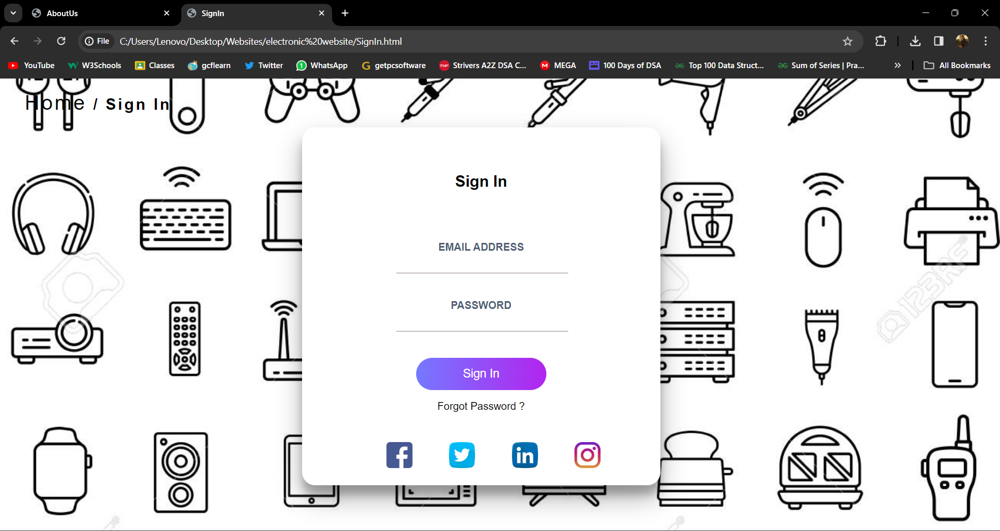 AboutUs
SignIn
File C:/Users/Lenovo/Desktop/Websites/electronic%20website/SignIn.html
YouTube W3Schools Classes gcflearn Twitter WhatsApp getpcsoftware Strivers A2Z DSA C... MEGA 100 Days of DSA Top 100 Data Struct... Sum of Series | Pra... » All Bookmarks
Home / Sign In
Sign In
EMAIL ADDRESS
PASSWORD
Sign In
Forgot Password ?
123RF